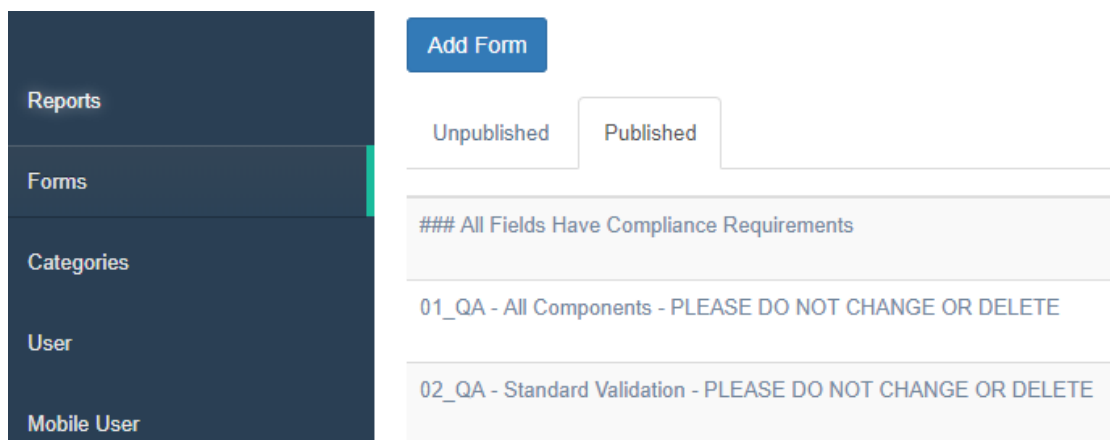 Reports
Forms
Categories
User
Mobile User
Add Form
Unpublished
Published
### All Fields Have Compliance Requirements
01_QA - All Components - PLEASE DO NOT CHANGE OR DELETE
02_QA - Standard Validation - PLEASE DO NOT CHANGE OR DELETE